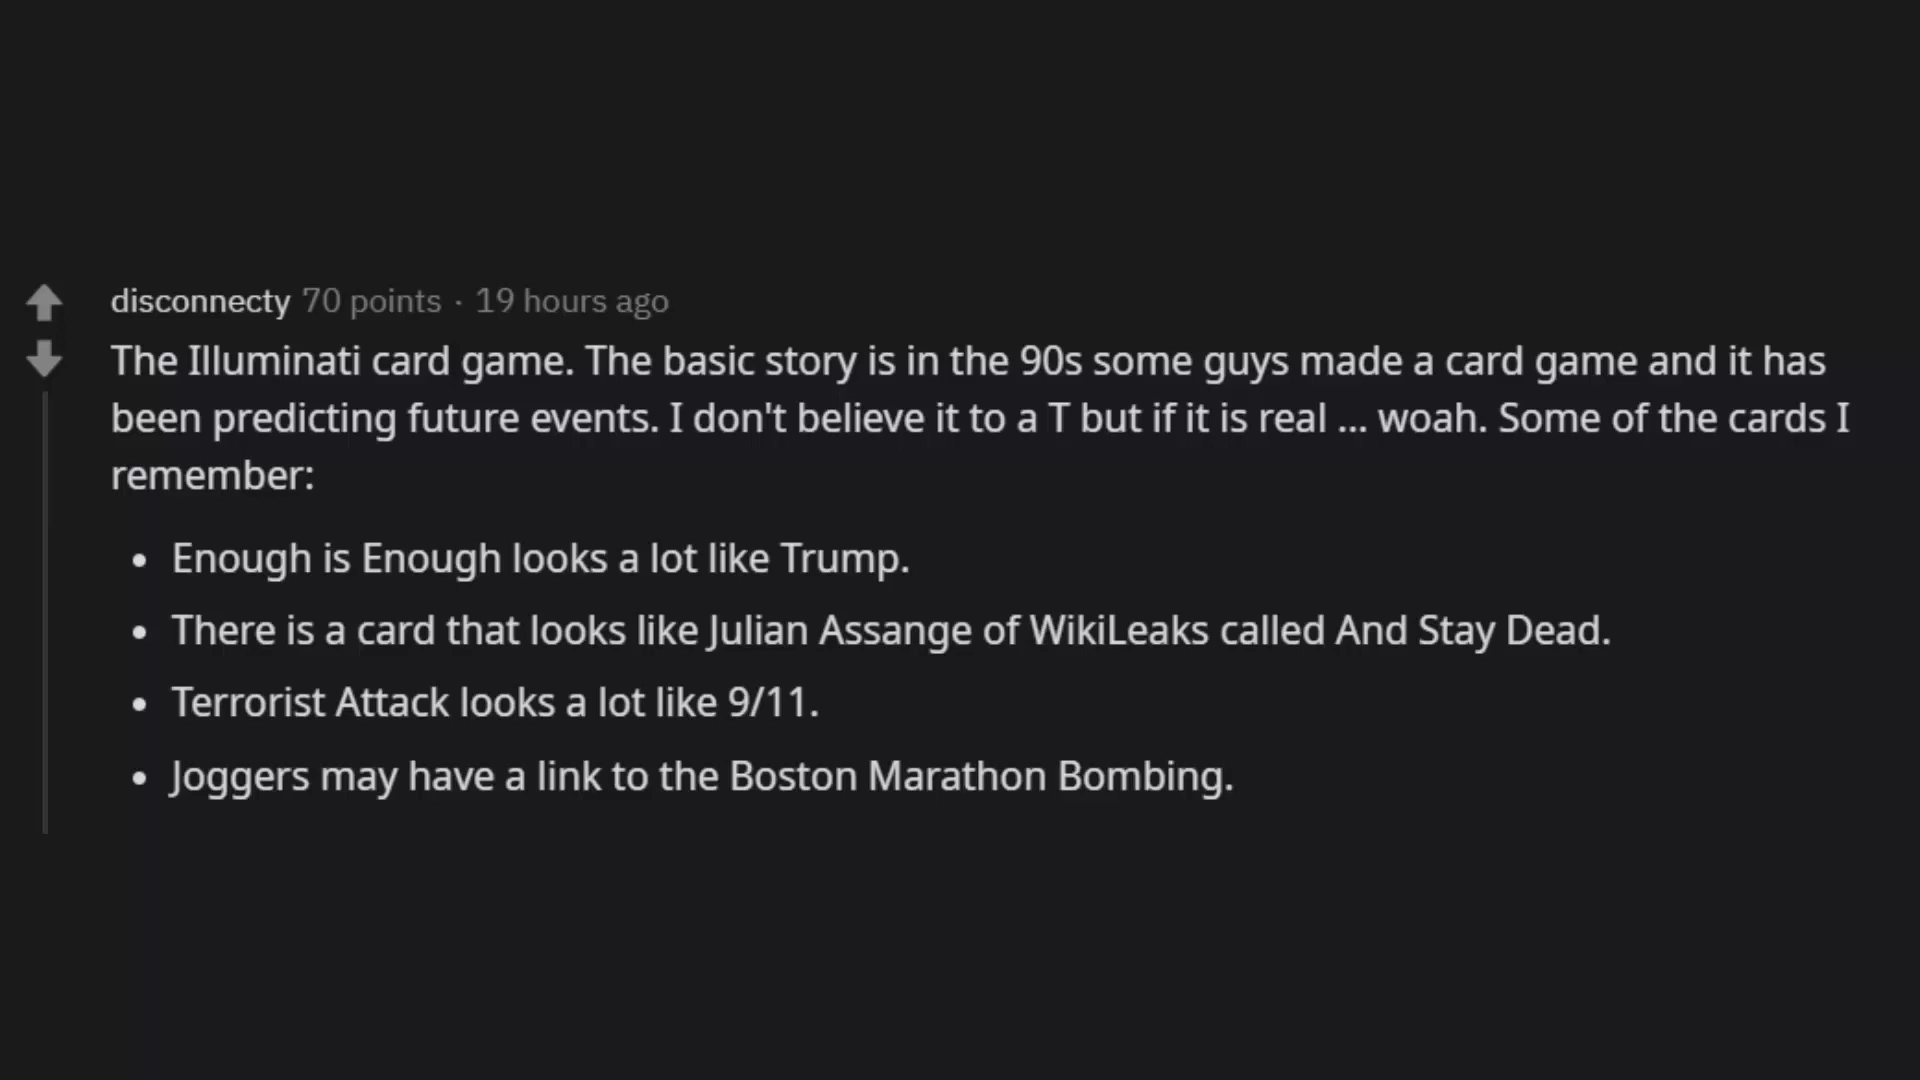 disconnecty 70 points · 19 hours ago
The Illuminati card game. The basic story is in the 90s some guys made a card game and it has
been predicting future events. I don't believe it to a T but if it is real ... woah. Some of the cards I
remember:
• Enough is Enough looks a lot like Trump.
• There is a card that looks like Julian Assange of WikiLeaks called And Stay Dead.
• Terrorist Attack looks a lot like 9/11.
• Joggers may have a link to the Boston Marathon Bombing.